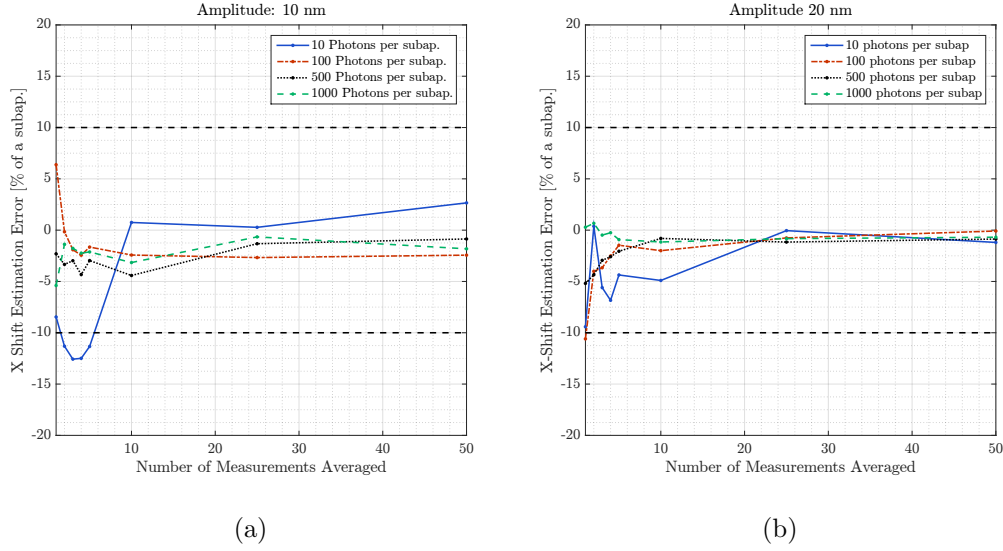 Amplitude: 10 nm
20
15
10
5
0
-5
-10
-15
-20
X Shift Estimation Error [% of a subap.]
10 Photons per subap.
100 Photons per subap.
500 Photons per subap.
1000 Photons per subap.
10
20
30
40
50
Number of Measurements Averaged
(a)
Amplitude 20 nm
20
15
10
5
0
-5
-10
-15
-20
X-Shift Estimation Error [% of a subap.]
10 photons per subap
100 photons per subap
500 photons per subap
1000 photons per subap
10
20
30
40
50
Number of Measurements Averaged
(b)